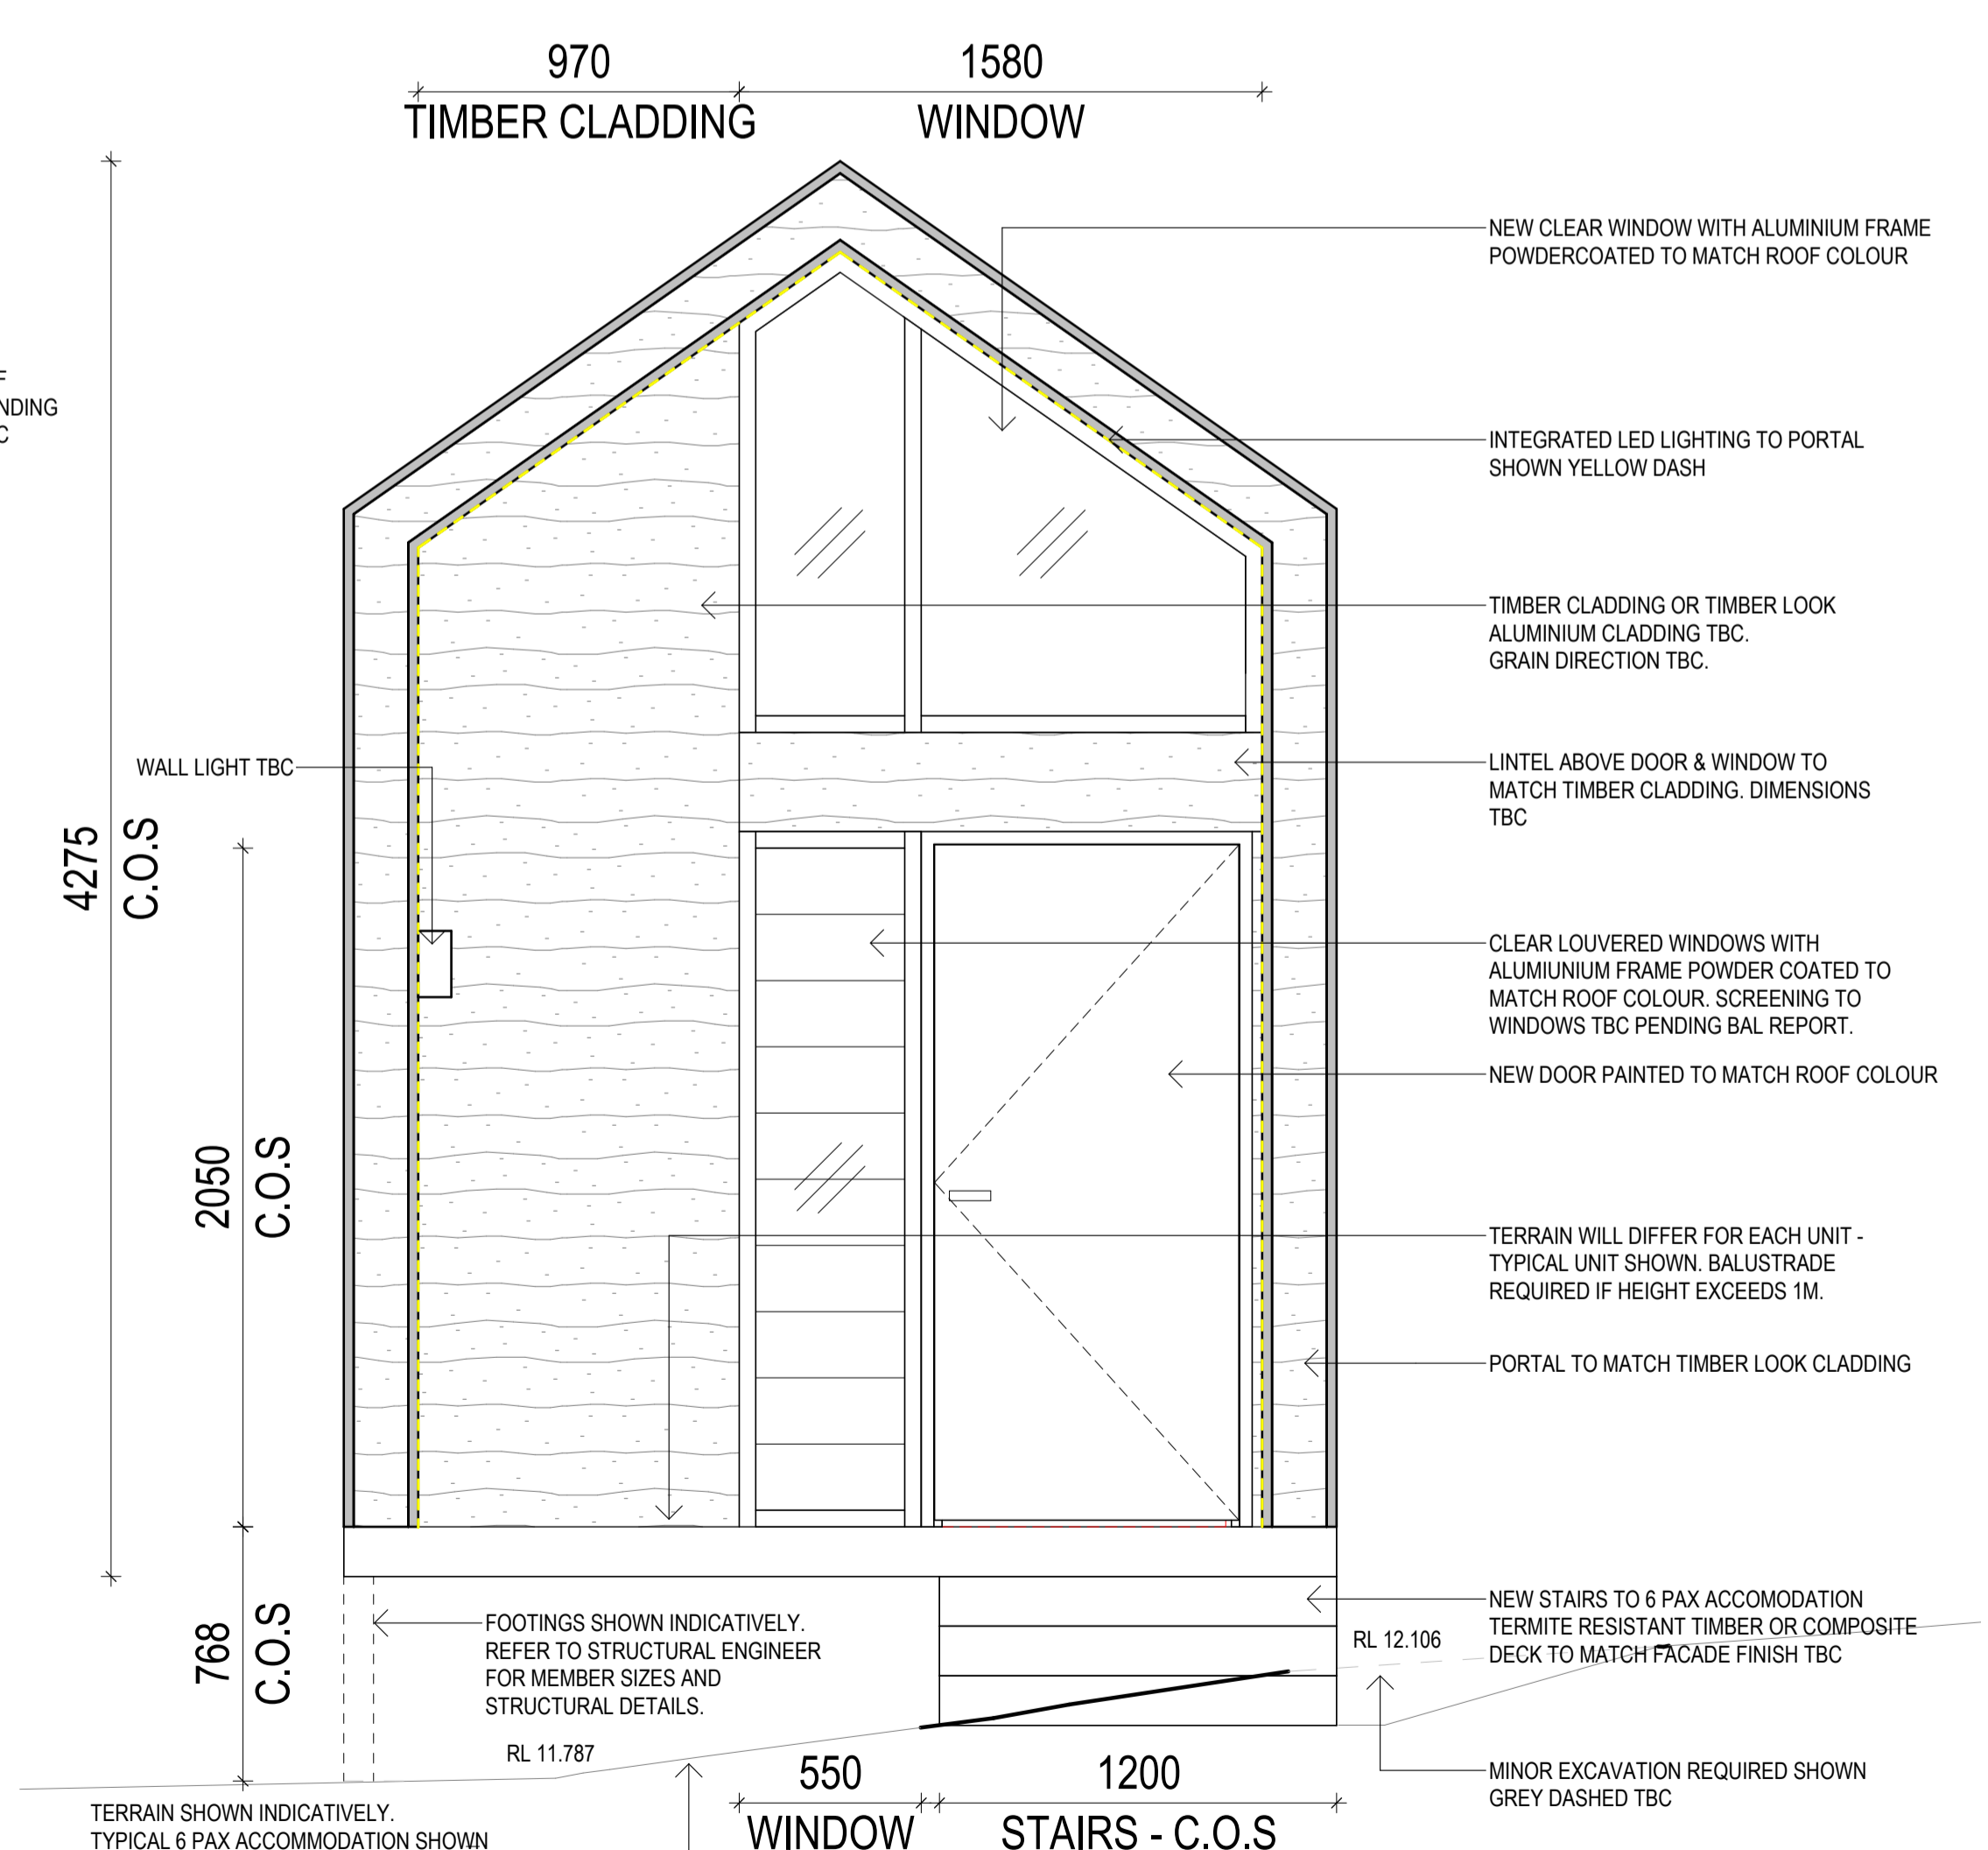 970
1580
TIMBER CLADDING
WINDOW
NEW CLEAR WINDOW WITH ALUMINIUM FRAME
POWDERCOATED TO MATCH ROOF COLOUR
NDING
INTEGRATED LED LIGHTING TO PORTAL
SHOWN YELLOW DASH
TIMBER CLADDING OR TIMBER LOOK
ALUMINIUM CLADDING TBC.
GRAIN DIRECTION TBC.
WALL LIGHT TBC
LINTEL ABOVE DOOR & WINDOW TO
MATCH TIMBER CLADDING. DIMENSIONS
TBC
4275
C.O.S
CLEAR LOUVERED WINDOWS WITH
ALUMIUNIUM FRAME POWDER COATED TO
MATCH ROOF COLOUR. SCREENING TO
WINDOWS TBC PENDING BAL REPORT.
NEW DOOR PAINTED TO MATCH ROOF COLOUR
2050
C.O.S
TERRAIN WILL DIFFER FOR EACH UNIT -
TYPICAL UNIT SHOWN. BALUSTRADE
REQUIRED IF HEIGHT EXCEEDS 1M.
PORTAL TO MATCH TIMBER LOOK CLADDING
768
C.O.S
FOOTINGS SHOWN INDICATIVELY.
REFER TO STRUCTURAL ENGINEER
FOR MEMBER SIZES AND
STRUCTURAL DETAILS.
NEW STAIRS TO 6 PAX ACCOMODATION
TERMITE RESISTANT TIMBER OR COMPOSITE
DECK TO MATCH FACADE FINISH TBC
RL 12.106
RL 11.787
MINOR EXCAVATION REQUIRED SHOWN
GREY DASHED TBC
550
1200
WINDOW
STAIRS - C.O.S
TERRAIN SHOWN INDICATIVELY.
TYPICAL 6 PAX ACCOMMODATION SHOWN